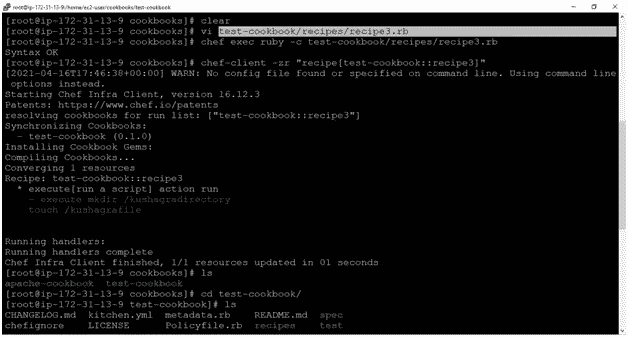 root@ip-172-31-13-9:/home/ec2-user/cookbooks/test-cookbook
[root@ip-172-31-13-9 cookbooks]# clear
[root@ip-172-31-13-9 cookbooks]# vi test-cookbook/recipes/recipe3.rb
[root@ip-172-31-13-9 cookbooks]# chef exec ruby -c test-cookbook/recipes/recipe3.rb
Syntax OK
[root@ip-172-31-13-9 cookbooks]# chef-client -zr "recipe[test-cookbook::recipe3]"
[2021-04-16T17:46:38+00:00] WARN: No config file found or specified on command line. Using command line
options instead.
Starting Chef Infra Client, version 16.12.3
Patents: https://www.chef.io/patents
resolving cookbooks for run list: ["test-cookbook::recipe3"]
Synchronizing Cookbooks:
- test-cookbook (0.1.0)
Installing Cookbook Gems:
Compiling Cookbooks...
Converging 1 resources
Recipe: test-cookbook::recipe3
* execute[run a script] action run
- execute mkdir /kushagradirectory
touch /kushagrafile
Running handlers:
Running handlers complete
Chef Infra Client finished, 1/1 resources updated in 01 seconds
[root@ip-172-31-13-9 cookbooks]# ls
apache-cookbook test-cookbook
[root@ip-172-31-13-9 cookbooks]# cd test-cookbook/
[root@ip-172-31-13-9 test-cookbook]# ls
CHANGELOG.md kitchen.yml metadata.rb README.md spec
chefignore LICENSE Policyfile.rb recipes test